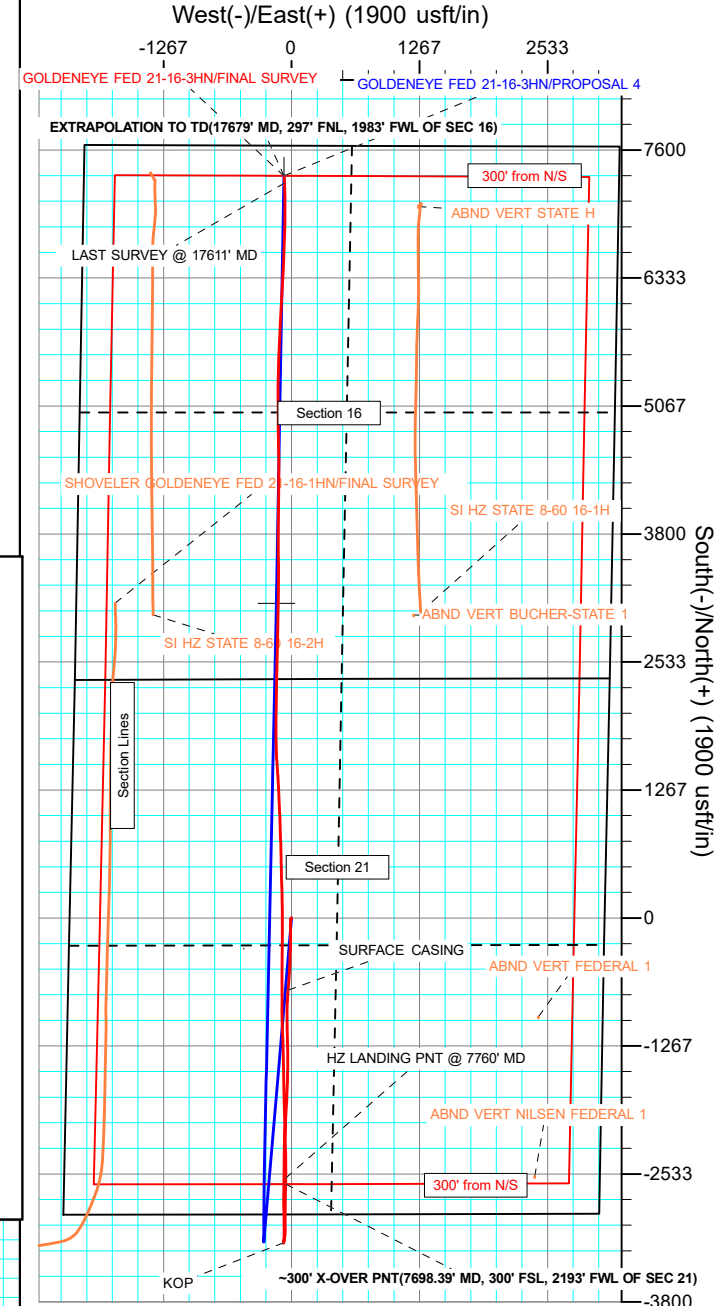 West(-)/East(+) (1900 usft/in)
-1267
0
1267
2533
GOLDENEYE FED 21-16-3HN/FINAL SURVEY
GOLDENEYE FED 21-16-3HN/PROPOSAL 4
EXTRAPOLATION TO TD(17679' MD, 297' FNL, 1983' FWL OF SEC 16)
7600
300' from N/S
ABND VERT STATE H
LAST SURVEY @ 17611' MD
6333
5067
Section 16
SHOVELER GOLDENEYE FED 21-16-1HN/FINAL SURVEY
SI HZ STATE 8-60 16-1H
3800
South(-)/North(+) (1900 usft/in)
ABND VERT BUCHER-STATE 1
SI HZ STATE 8-60 16-2H
2533
Section Lines
1267
Section 21
0
SURFACE CASING
ABND VERT FEDERAL 1
-1267
HZ LANDING PNT @ 7760' MD
ABND VERT NILSEN FEDERAL 1
-2533
300' from N/S
KOP
~300' X-OVER PNT(7698.39' MD, 300' FSL, 2193' FWL OF SEC 21)
-3800